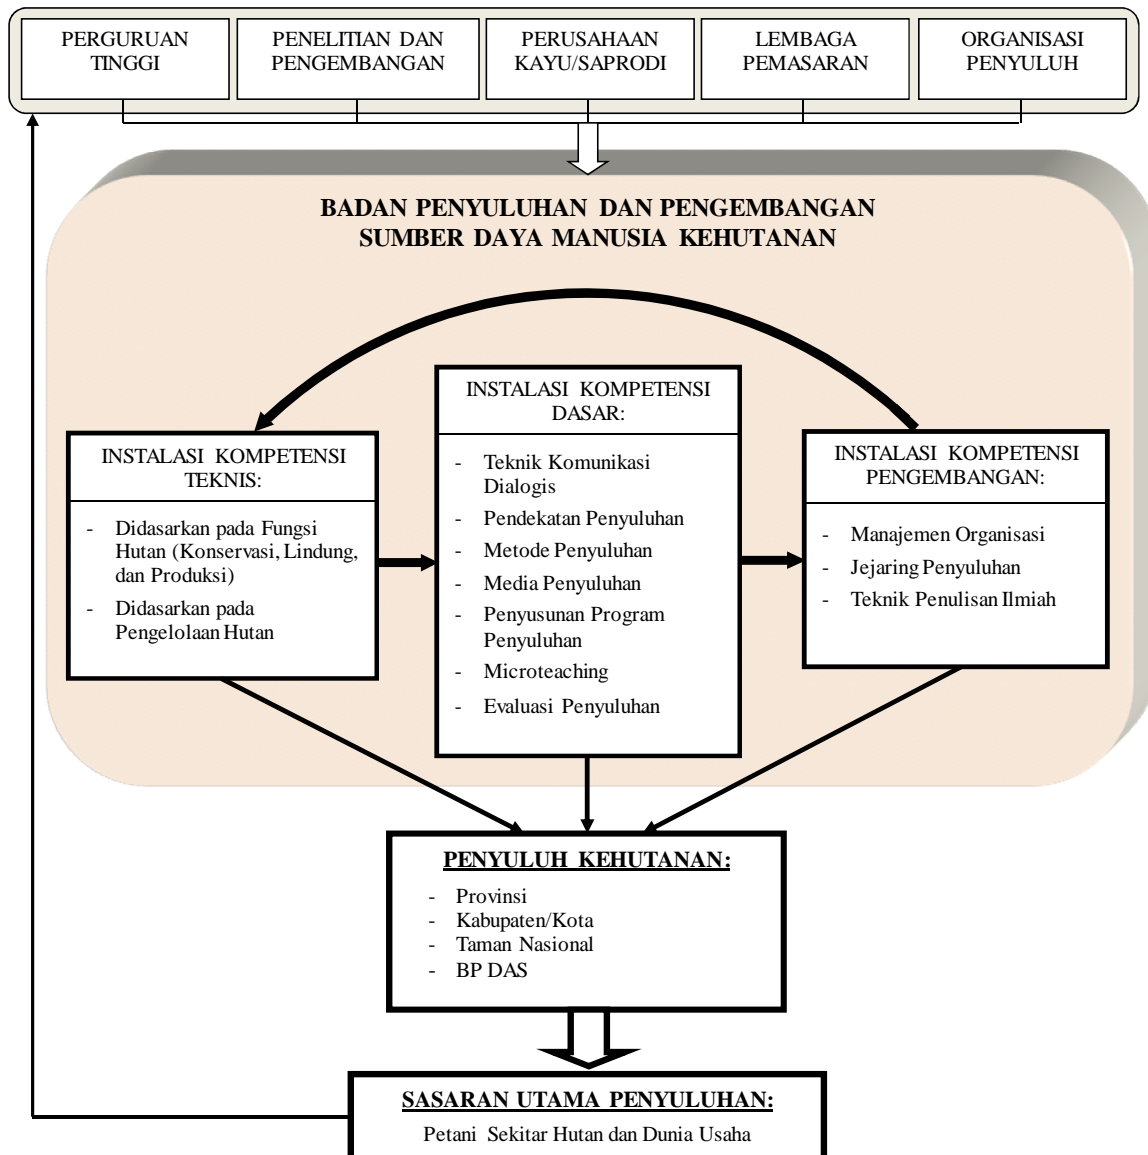 PERGURUAN
TINGGI
PENELITIAN DAN
PENGEMBANGAN
PERUSAHAAN
KAYU/SAPRODI
LEMBAGA
PEMASARAN
ORGANISASI
PENYULUH
BADAN PENYULUHAN DAN PENGEMBANGAN
SUMBER DAYA MANUSIA KEHUTANAN
INSTALASI KOMPETENSI
TEKNIS:
- Didasarkan pada Fungsi
Hutan (Konservasi, Lindung,
dan Produksi)
- Didasarkan pada
Pengelolaan Hutan
INSTALASI KOMPETENSI
DASAR:
- Teknik Komunikasi
Dialogis
- Pendekatan Penyuluhan
- Metode Penyuluhan
- Media Penyuluhan
- Penyusunan Program
Penyuluhan
- Microteaching
- Evaluasi Penyuluhan
INSTALASI KOMPETENSI
PENGEMBANGAN:
- Manajemen Organisasi
- Jejaring Penyuluhan
- Teknik Penulisan Ilmiah
PENYULUH KEHUTANAN:
- Provinsi
- Kabupaten/Kota
- Taman Nasional
- BP DAS
SASARAN UTAMA PENYULUHAN:
Petani Sekitar Hutan dan Dunia Usaha